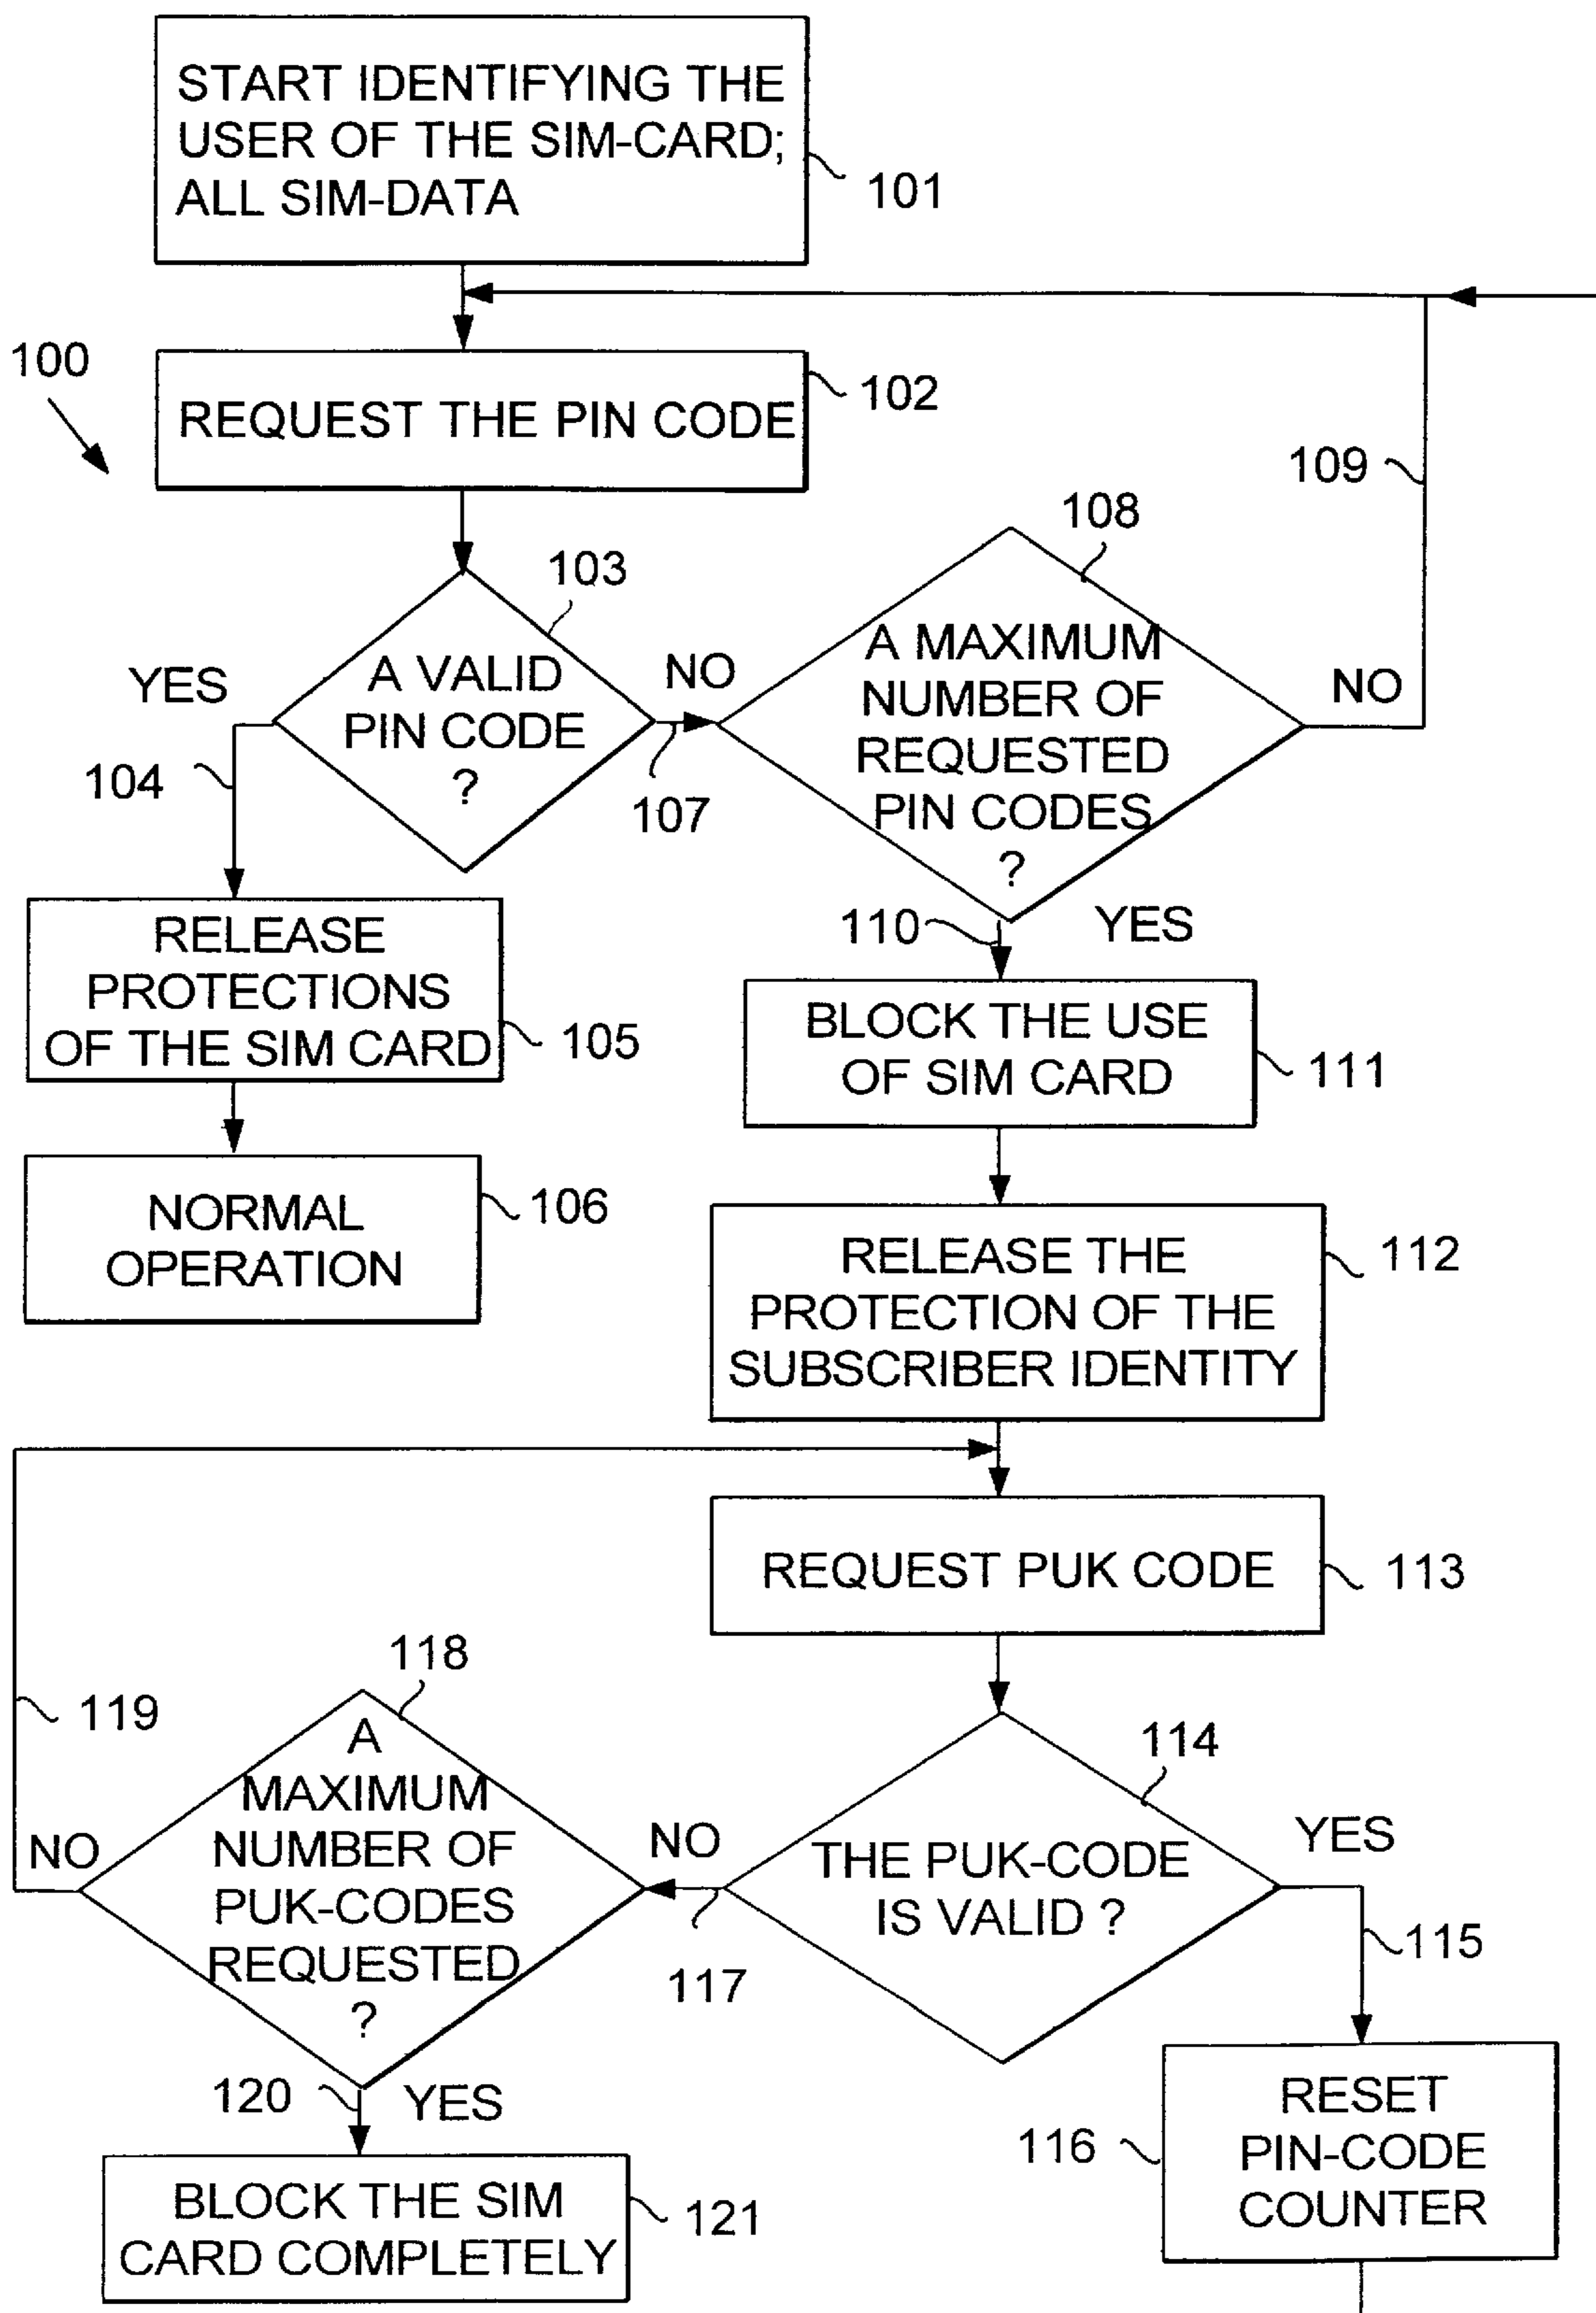 START IDENTIFYING THE
USER OF THE SIM-CARD;
ALL SIM-DATA
101
100
REQUEST THE PIN CODE
102
109
108
103
A VALID
PIN CODE
?
YES
NO
104
107
A MAXIMUM
NUMBER OF
REQUESTED
PIN CODES
?
NO
110
YES
RELEASE
PROTECTIONS
OF THE SIM CARD
105
BLOCK THE USE
OF SIM CARD
111
NORMAL
OPERATION
106
RELEASE THE
PROTECTION OF THE
SUBSCRIBER IDENTITY
112
REQUEST PUK CODE
113
118
119
A
MAXIMUM
NUMBER OF
PUK-CODES
REQUESTED
?
NO
NO
114
THE PUK-CODE
IS VALID ?
YES
117
115
120
YES
BLOCK THE SIM
CARD COMPLETELY
121
116
RESET
PIN-CODE
COUNTER